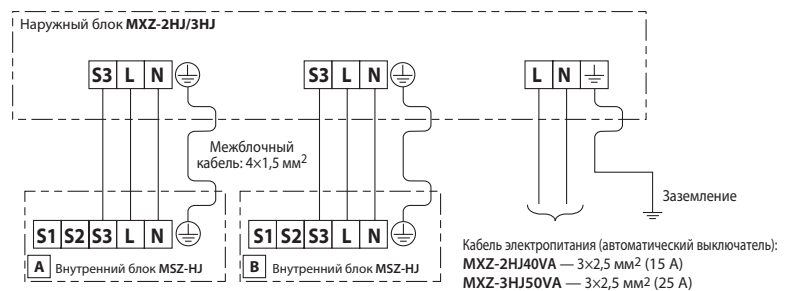 Наружный блок MXZ-2HJ/3HJ
S3 L N
S3 L N
L N
Межблочный
кабель: 4×1,5 мм²
Заземление
S1 S2 S3 L N
S1 S2 S3 L N
A Внутренний блок MSZ-HJ
B Внутренний блок MSZ-HJ
Кабель электропитания (автоматический выключатель):
MXZ-2HJ40VA — 3×2,5 мм² (15 А)
MXZ-3HJ50VA — 3×2,5 мм² (25 А)